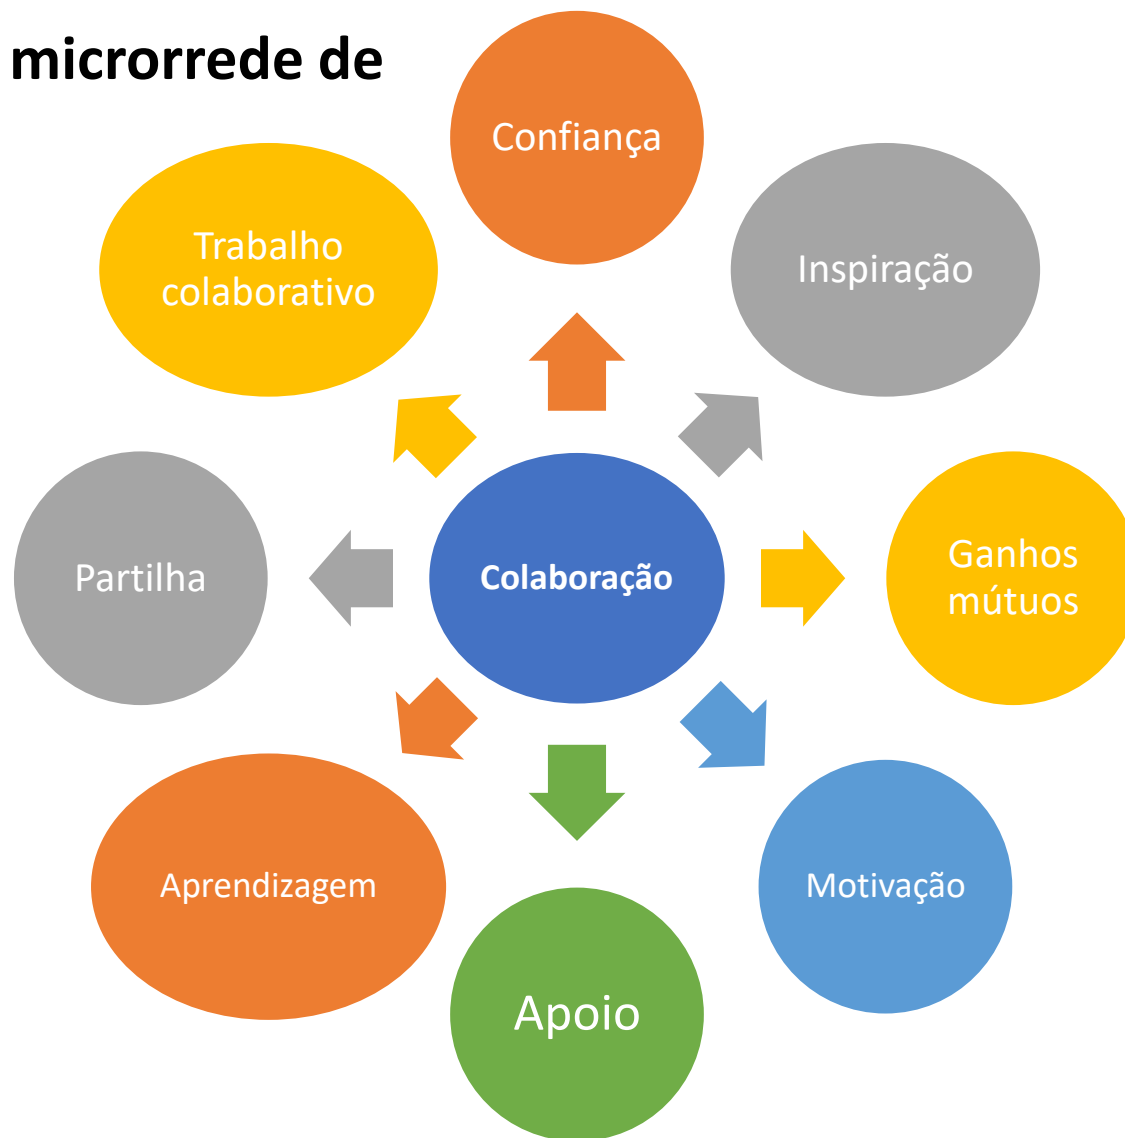 microrrede de
Confiança
Inspiração
Ganhos
mútuos
Motivação
Apoio
Aprendizagem
Partilha
Trabalho
colaborativo
Colaboração